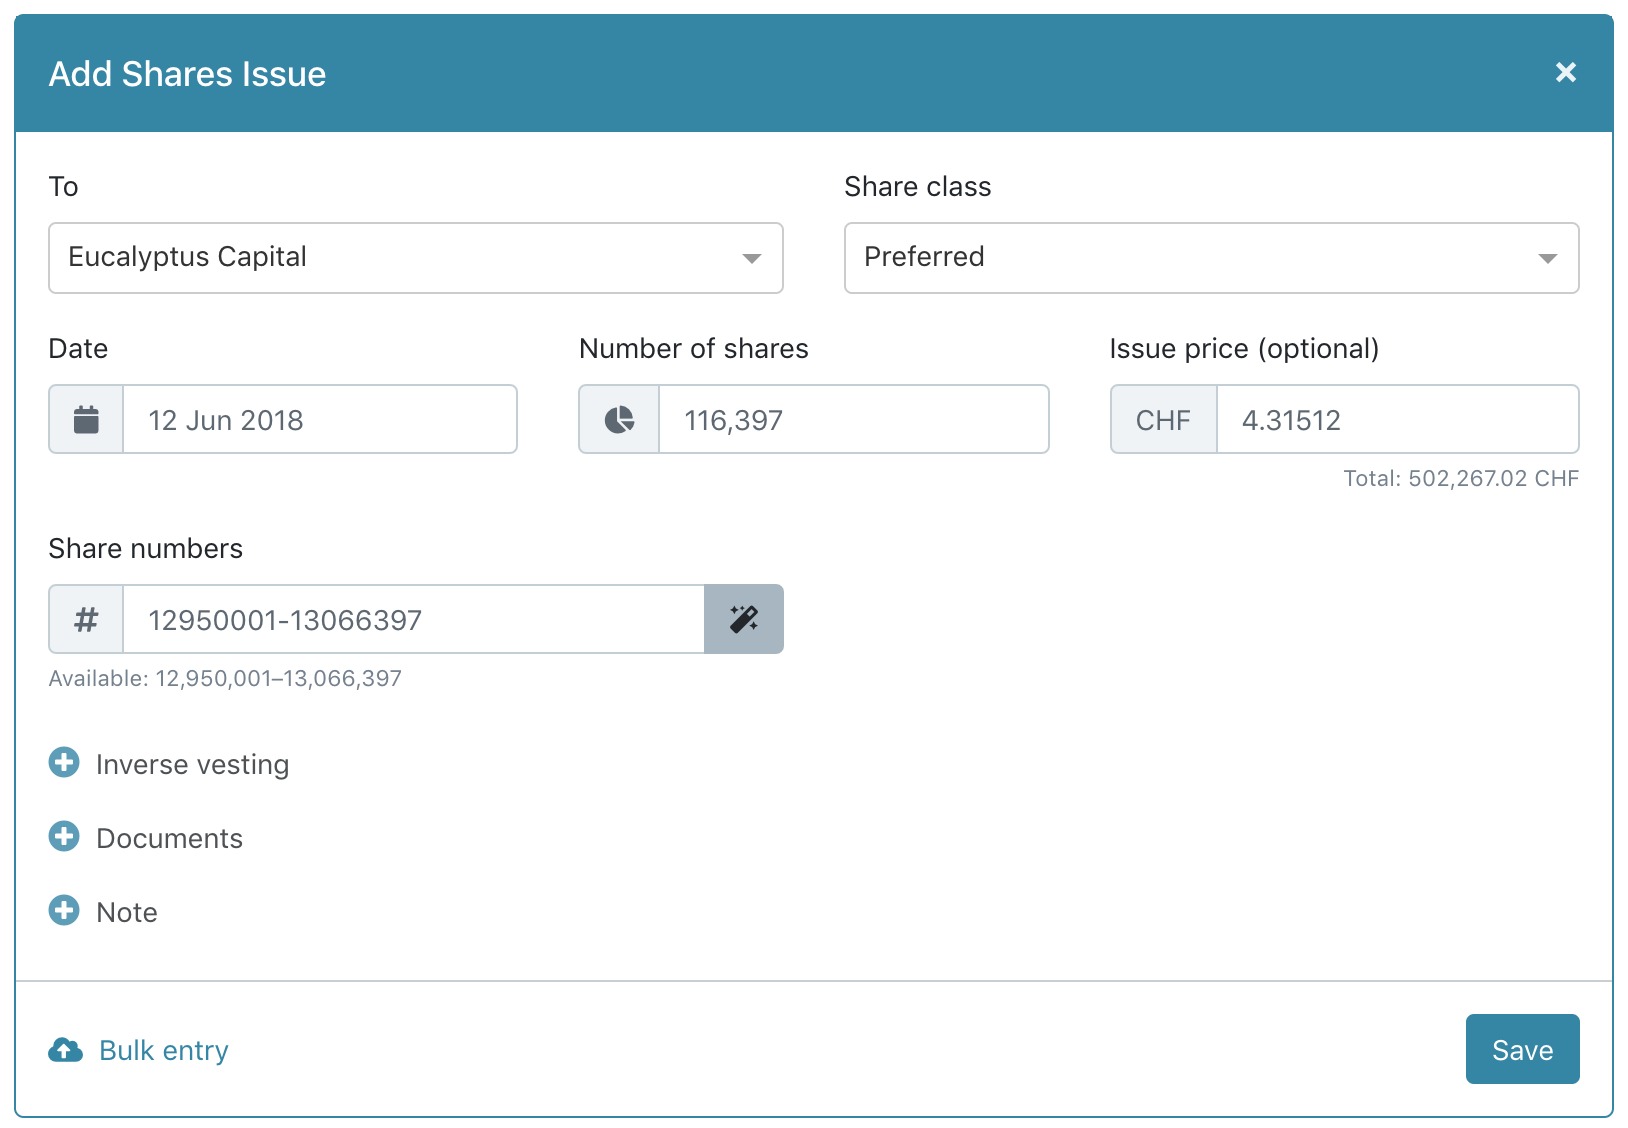 Add Shares Issue
To
Share class
Eucalyptus Capital
Preferred
Date
Number of shares
Issue price (optional)
12 Jun 2018
116,397
CHF 4.31512
Total: 502,267.02 CHF
Share numbers
# 12950001-13066397
Available: 12,950,001–13,066,397
Inverse vesting
Documents
Note
Bulk entry
Save